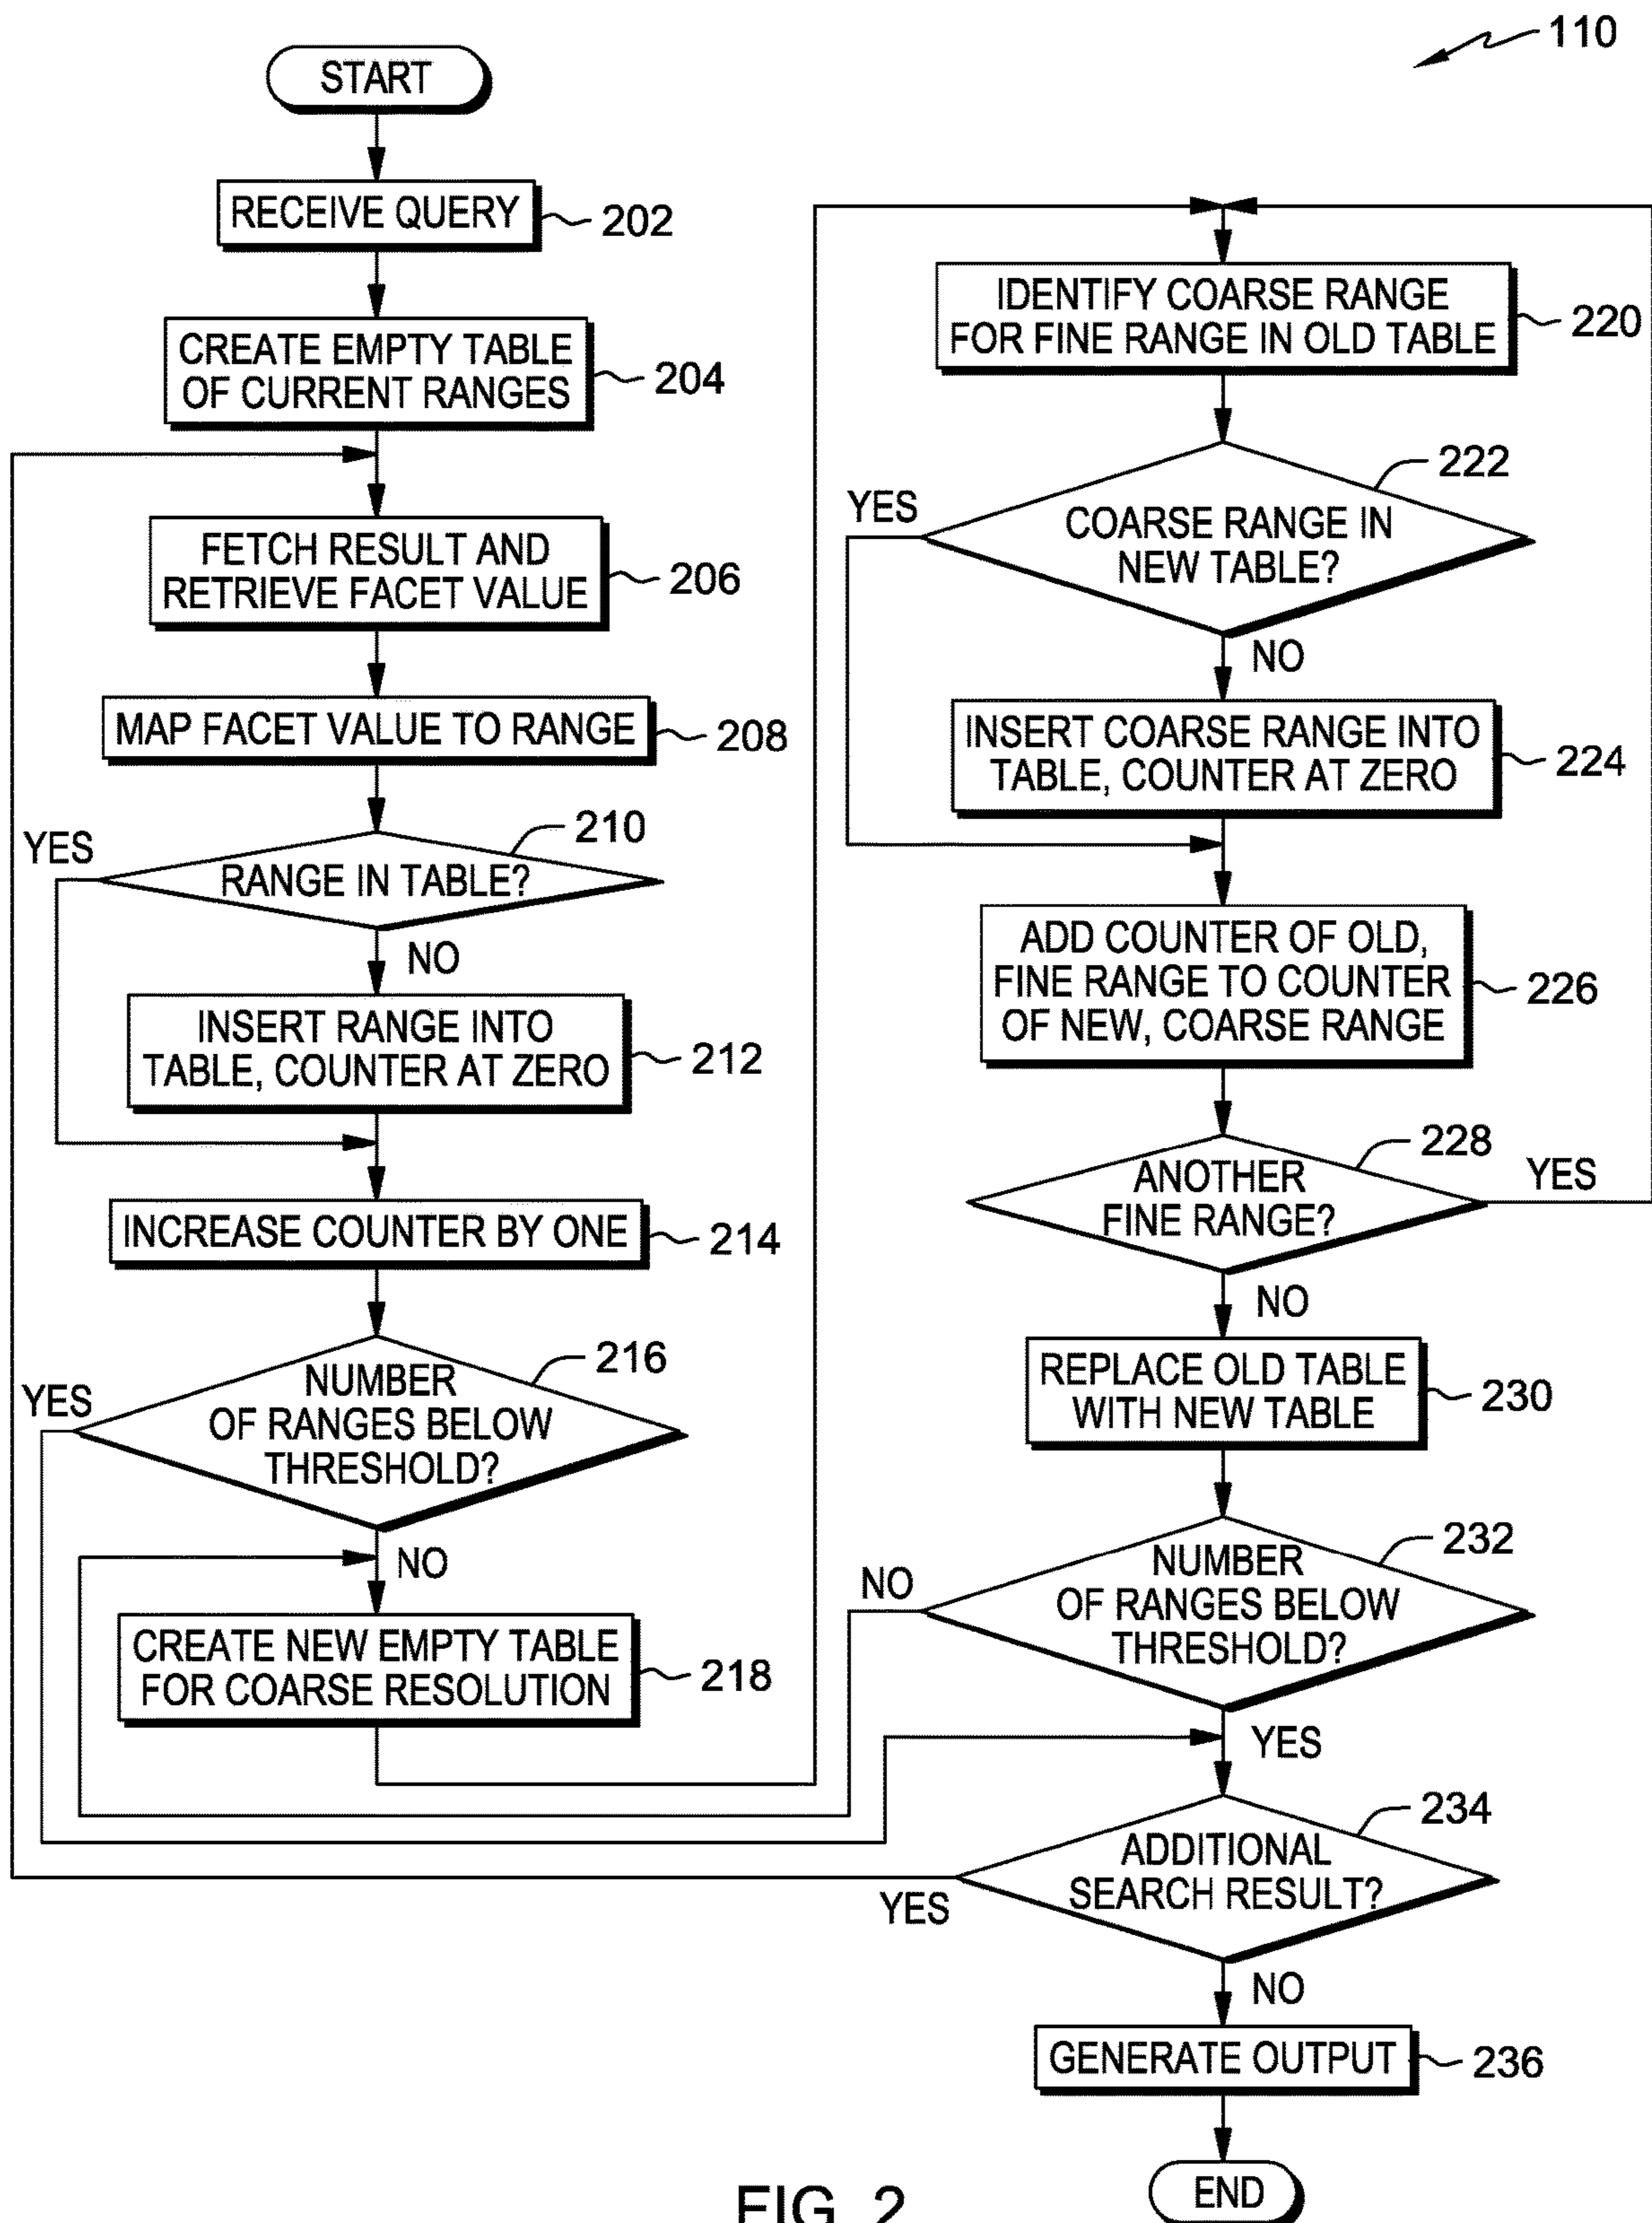 110
START
RECEIVE QUERY
202
CREATE EMPTY TABLE
OF CURRENT RANGES
204
FETCH RESULT AND
RETRIEVE FACET VALUE
206
MAP FACET VALUE TO RANGE
208
RANGE IN TABLE?
210
YES
NO
INSERT RANGE INTO
TABLE, COUNTER AT ZERO
212
INCREASE COUNTER BY ONE
214
NUMBER
OF RANGES BELOW
THRESHOLD?
216
YES
NO
CREATE NEW EMPTY TABLE
FOR COARSE RESOLUTION
218
IDENTIFY COARSE RANGE
FOR FINE RANGE IN OLD TABLE
220
COARSE RANGE IN
NEW TABLE?
222
YES
NO
INSERT COARSE RANGE INTO
TABLE, COUNTER AT ZERO
224
ADD COUNTER OF OLD,
FINE RANGE TO COUNTER
OF NEW, COARSE RANGE
226
ANOTHER
FINE RANGE?
228
YES
NO
REPLACE OLD TABLE
WITH NEW TABLE
230
NUMBER
OF RANGES BELOW
THRESHOLD?
232
NO
YES
ADDITIONAL
SEARCH RESULT?
234
YES
NO
GENERATE OUTPUT
236
END
FIG. 2